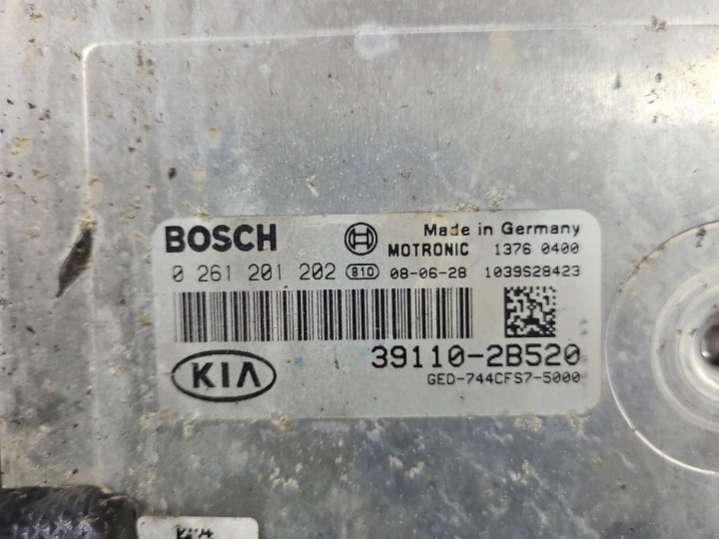 BOSCH Made in Germany
MOTRONIC 1376 0400
0 261 201 202 810 08-06-28 1039S28423
39110-2B520
KIA
GED-744CFS7-5000